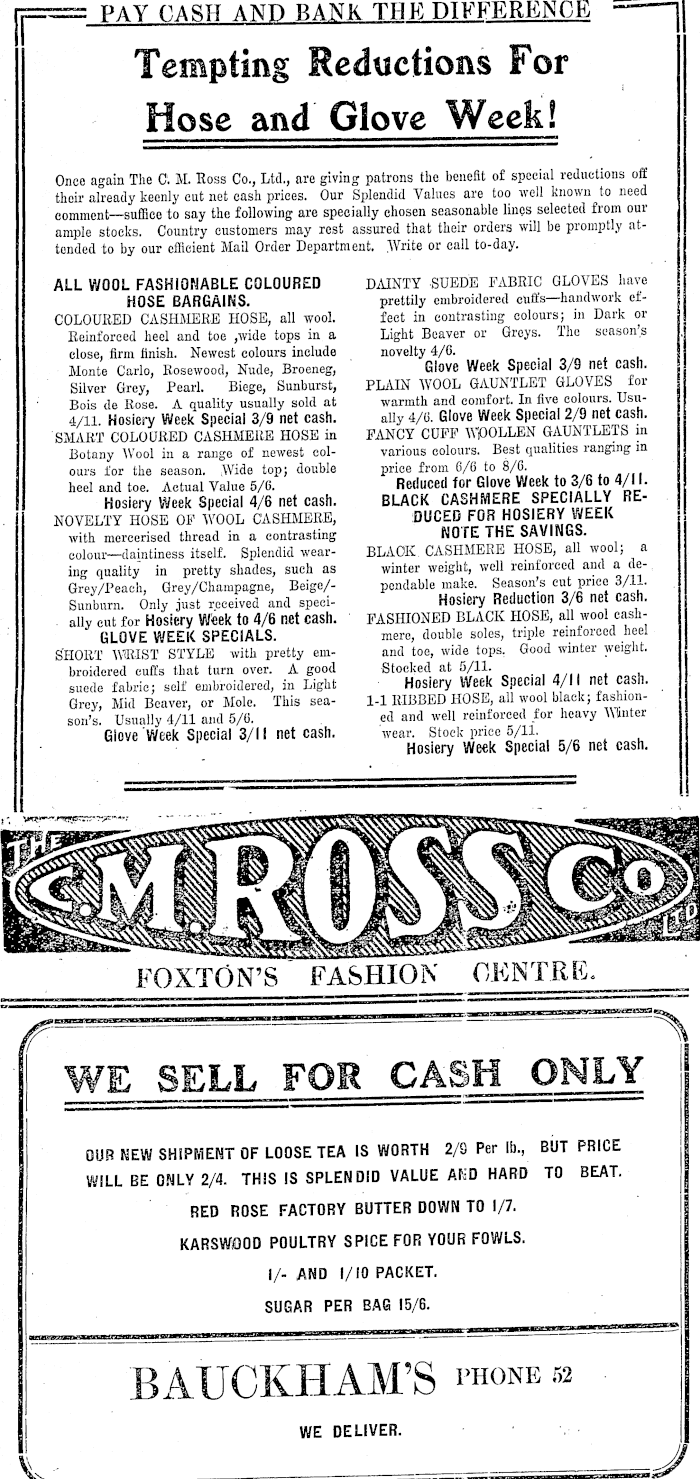 PAY CASH AND BANK THE DIFFERENCE
Tempting Reductions For
Hose and Glove Week!
Once again The C. M. Ross Co., Ltd., are giving patrons the benefit of special reductions off
their already keenly cut net cash prices. Our Splendid Values are too well known to need
comment—suffice to say the following are specially chosen seasonable lines selected from our
ample stocks. Country customers may rest assured that their orders will be promptly at-
tended to by our efficient Mail Order Department. Write or call to-day.
ALL WOOL FASHIONABLE COLOURED
HOSE BARGAINS.
COLOURED CASHMERE HOSE, all wool.
Reinforced heel and toe ,wide tops in a
close, firm finish. Newest colours include
Monte Carlo, Rosewood, Nude, Broeneg,
Silver Grey, Pearl. Biege, Sunburst,
Bois de Rose. A quality usually sold at
4/11. Hosiery Week Special 3/9 net cash.
SMART COLOURED CASHMERE HOSE in
Botany Wool in a range of newest col-
ours for the season. Wide top; double
heel and toe. Actual Value 5/6.
Hosiery Week Special 4/6 net cash.
NOVELTY HOSE OF WOOL CASHMERE,
with mercerised thread in a contrasting
colour—daintiness itself. Splendid wear-
ing quality in pretty shades, such as
Grey/Peach, Grey/Champagne, Beige/-
Sunburn. Only just received and speci-
ally cut for Hosiery Week to 4/6 net cash.
GLOVE WEEK SPECIALS.
SHORT WRIST STYLE with pretty em-
broidered cuffs that turn over. A good
suede fabric; self embroidered, in Light
Grey, Mid Beaver, or Mole. This sea-
son's. Usually 4/11 and 5/6.
Glove Week Special 3/11 net cash.
DAINTY SUEDE FABRIC GLOVES have
prettily embroidered cuffs—handwork ef-
fect in contrasting colours; in Dark or
Light Beaver or Greys. The season's
novelty 4/6.
Glove Week Special 3/9 net cash.
PLAIN WOOL GAUNTLET GLOVES for
warmth and comfort. In five colours. Usu-
ally 4/6. Glove Week Special 2/9 net cash.
FANCY CUFF WOOLLEN GAUNTLETS in
various colours. Best qualities ranging in
price from 6/6 to 8/6.
Reduced for Glove Week to 3/6 to 4/11.
BLACK CASHMERE SPECIALLY RE-
DUCED FOR HOSIERY WEEK
NOTE THE SAVINGS.
BLACK CASHMERE HOSE, all wool; a
winter weight, well reinforced and a de-
pendable make. Season's cut price 3/11.
Hosiery Reduction 3/6 net cash.
FASHIONED BLACK HOSE, all wool cash-
mere, double soles, triple reinforced heel
and toe, wide tops. Good winter weight.
Stocked at 5/11.
Hosiery Week Special 4/11 net cash.
1-1 RIBBED HOSE, all wool black; fashion-
ed and well reinforced for heavy Winter
wear. Stock price 5/11.
Hosiery Week Special 5/6 net cash.
THE
C.M. ROSS Co
LTD
FOXTON'S FASHION CENTRE.
WE SELL FOR CASH ONLY
OUR NEW SHIPMENT OF LOOSE TEA IS WORTH 2/9 Per lb., BUT PRICE
WILL BE ONLY 2/4. THIS IS SPLENDID VALUE AND HARD TO BEAT.
RED ROSE FACTORY BUTTER DOWN TO 1/7.
KARSWOOD POULTRY SPICE FOR YOUR FOWLS.
1/- AND 1/10 PACKET.
SUGAR PER BAG 15/6.
BAUCKHAM'S PHONE 52
WE DELIVER.